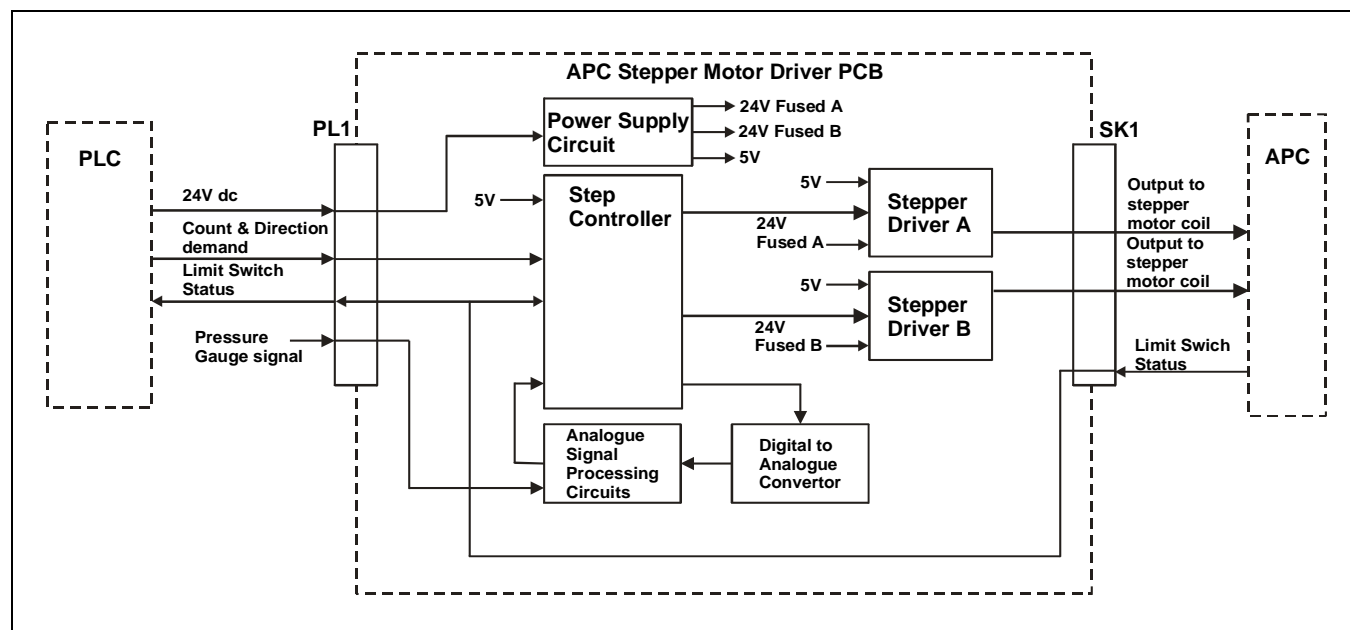 APC Stepper Motor Driver PCB
PLC
PL1
Power Supply
Circuit
24V Fused A
24V Fused B
5V
SK1
APC
24V dc
Count & Direction
demand
Limit Switch
Status
Pressure
Gauge signal
5V
Step
Controller
5V
24V
Fused A
Stepper
Driver A
5V
24V
Fused B
Stepper
Driver B
Output to
stepper
motor coil
Output to
stepper
motor coil
Limit Swich
Status
Analogue
Signal
Processing
Circuits
Digital to
Analogue
Convertor